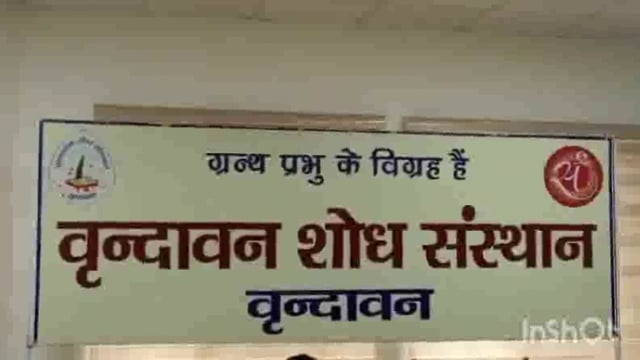 ग्रन्थ प्रभु के विग्रह हैं
वृन्दावन शोध संस्थान
वृन्दावन
InShOt